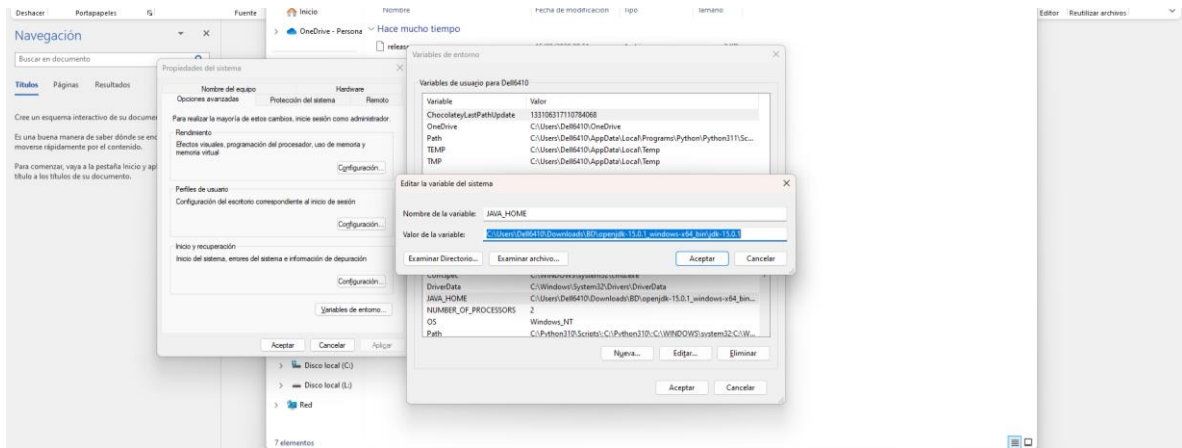 Deshacer Portapapeles Fuente
Navegación
Buscar en documento
Títulos Páginas Resultados
Cree un esquema interactivo de su docume
Es una buena manera de saber dónde se enc
moverse rápidamente por el contenido.
Para comenzar, vaya a la pestaña Inicio y ap
título a los títulos de su documento.
Inicio
OneDrive - Persona
Nombre Fecha de modificación Tipo Tamaño
Hace mucho tiempo
release
Editor Reutilizar archivos
Propiedades del sistema
Nombre del equipo Hardware
Opciones avanzadas Protección del sistema Remoto
Para realizar la mayoría de estos cambios, inicie sesión como administrador.
Rendimiento
Efectos visuales, programación del procesador, uso de memoria y
memoria virtual
Configuración...
Perfiles de usuario
Configuración del escritorio correspondiente al inicio de sesión
Configuración...
Inicio y recuperación
Inicio del sistema, errores del sistema e información de depuración
Configuración...
Variables de entorno...
Aceptar Cancelar Aplicar
Variables de entorno
Variables de usuario para Dell6410
Variable Valor
ChocolateyLastPathUpdate 133106317110784068
OneDrive C:\Users\Dell6410\OneDrive
Path C:\Users\Dell6410\AppData\Local\Programs\Python\Python311\Sc...
TEMP C:\Users\Dell6410\AppData\Local\Temp
TMP C:\Users\Dell6410\AppData\Local\Temp
Editar la variable del sistema
Nombre de la variable: JAVA_HOME
Valor de la variable: C:\Users\Dell6410\Downloads\BD\openjdk-15.0.1_windows-x64_bin\jdk-15.0.1
Examinar Directorio... Examinar archivo... Aceptar Cancelar
ComSpec C:\WINDOWS\system32\cmd.exe
DriverData C:\Windows\System32\Drivers\DriverData
JAVA_HOME C:\Users\Dell6410\Downloads\BD\openjdk-15.0.1_windows-x64_bin...
NUMBER_OF_PROCESSORS 2
OS Windows_NT
Path C:\Python310\Scripts\;C:\Python310\;C:\WINDOWS\system32;C:\W...
Nueva... Editar... Eliminar
Aceptar Cancelar
Disco local (C:)
Disco local (L:)
Red
7 elementos